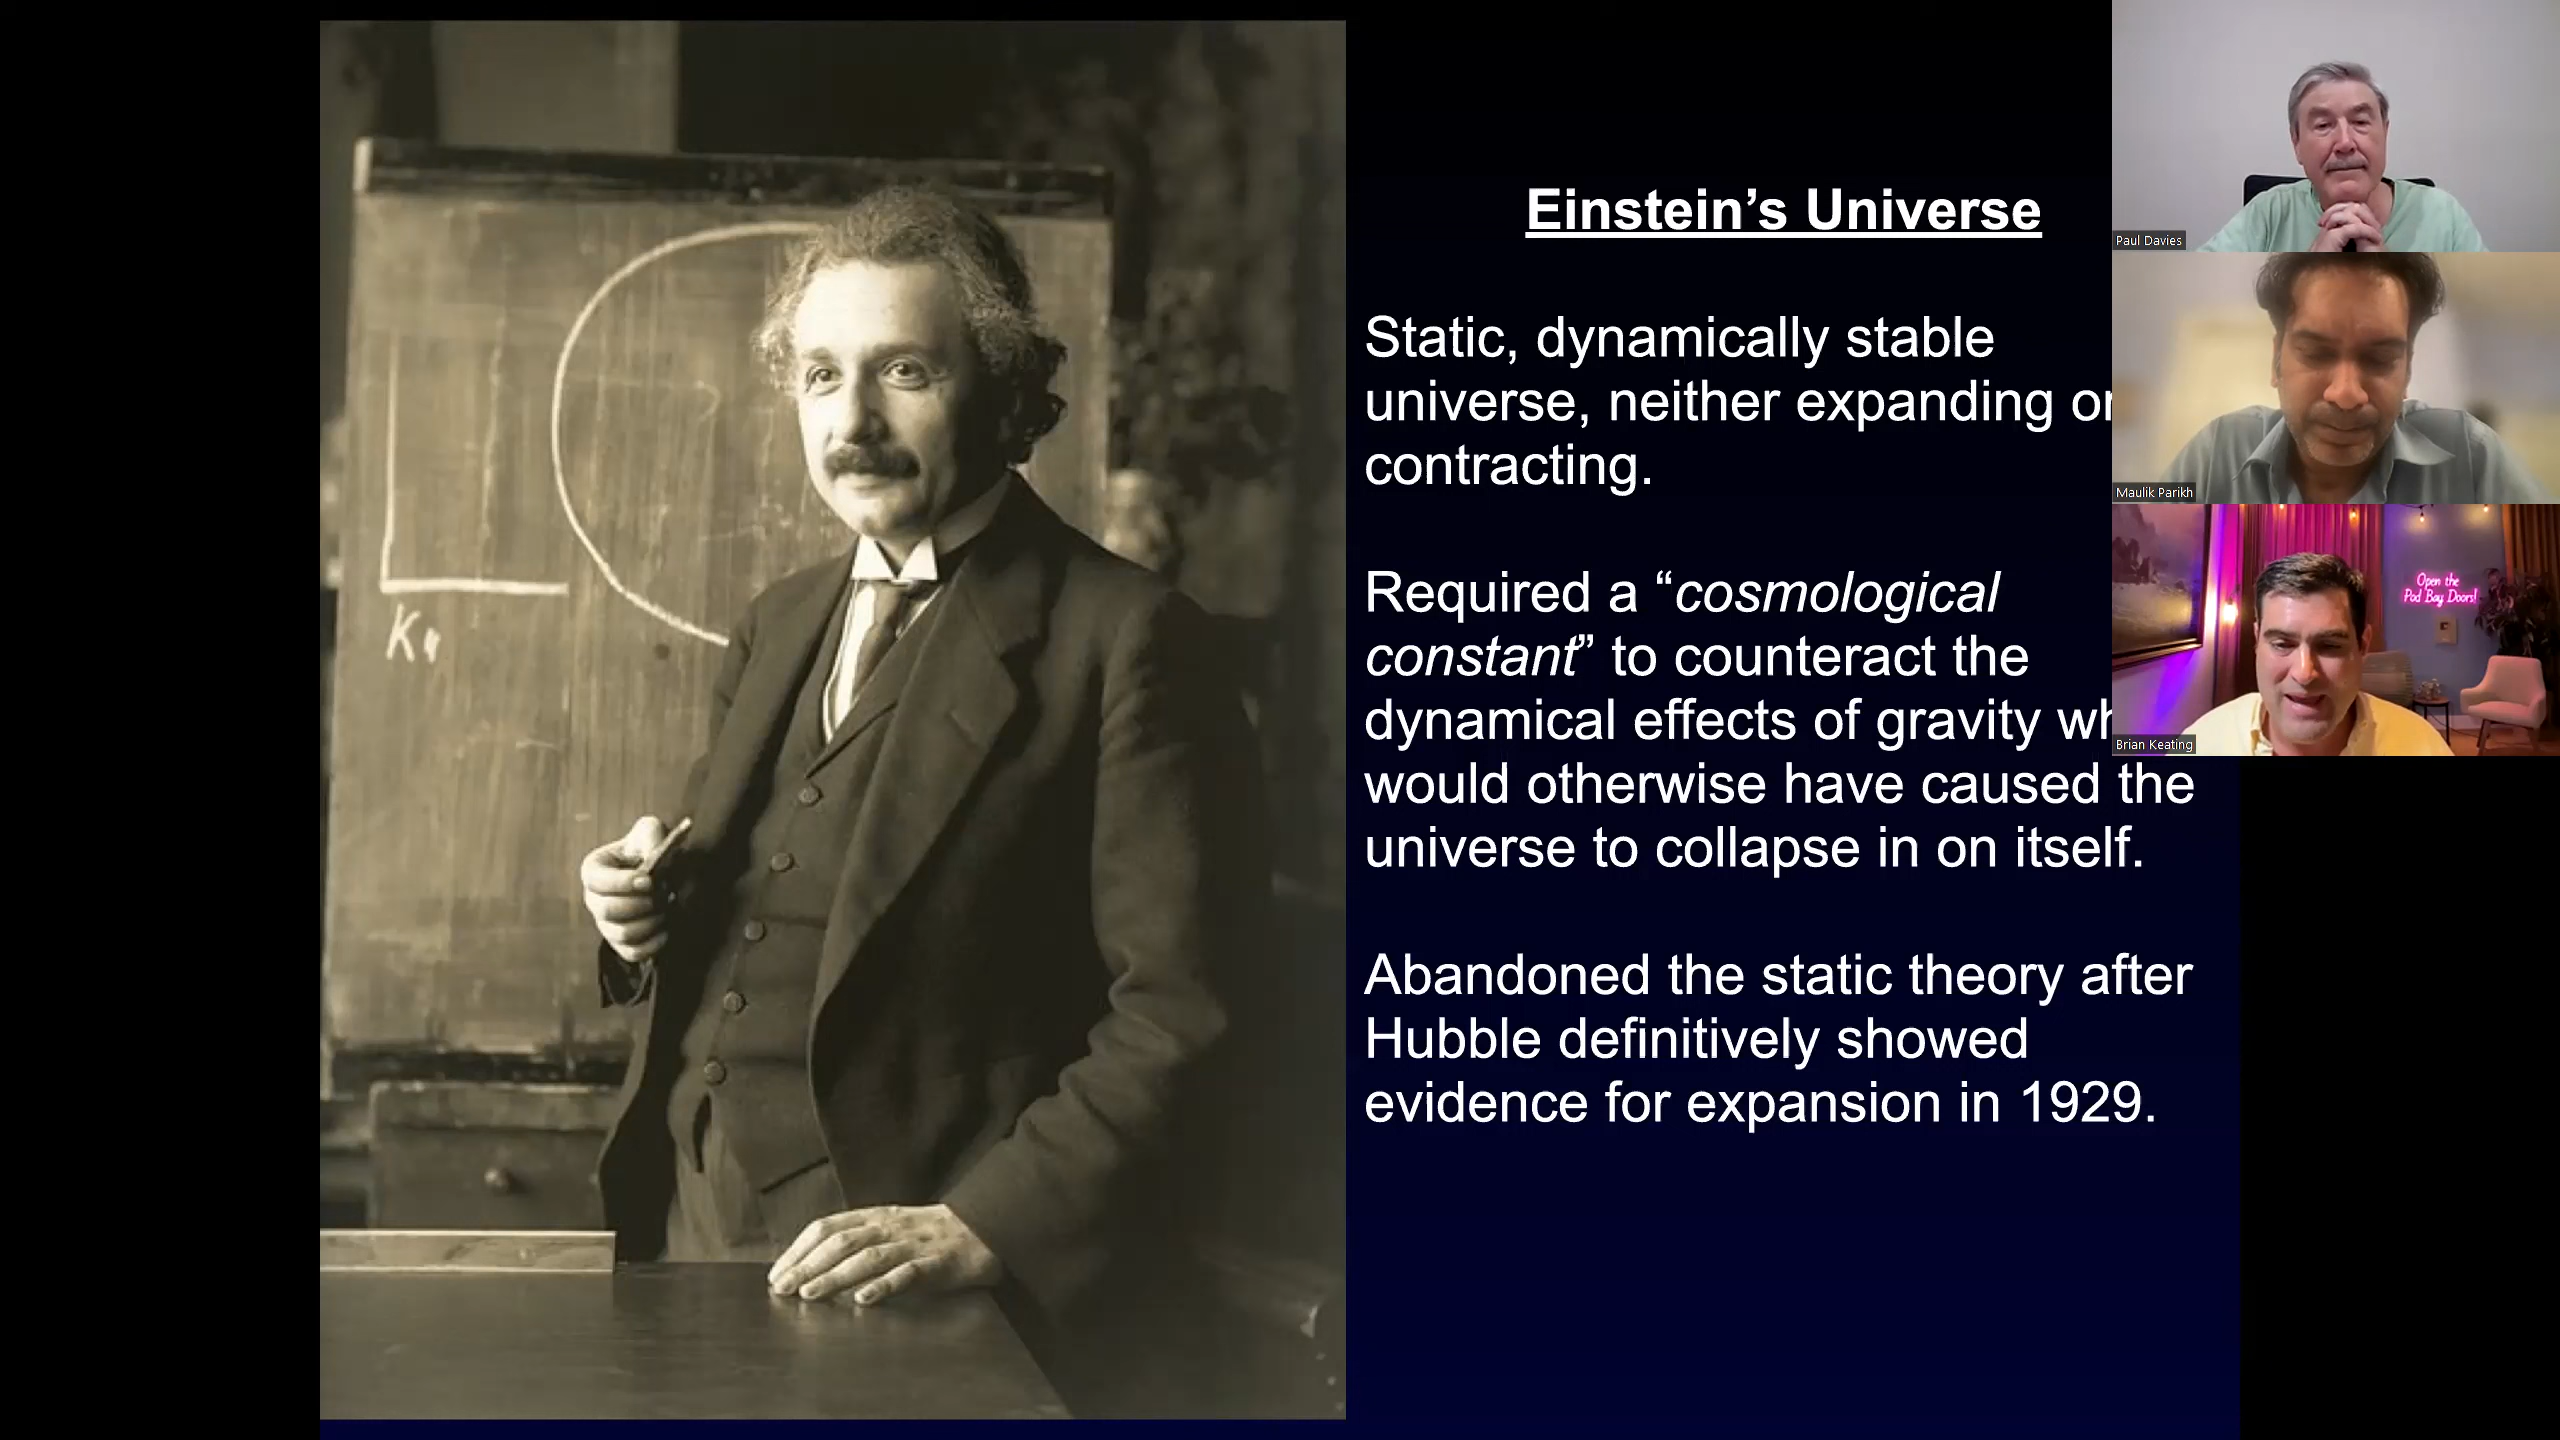 Einstein’s Universe
Static, dynamically stable
universe, neither expanding or
contracting.
Required a “cosmological
constant” to counteract the
dynamical effects of gravity
would otherwise have caused the
universe to collapse in on itself.
Abandoned the static theory after
Hubble definitively showed
evidence for expansion in 1929.
Paul Davies
Maulik Parikh
Open the
Pod Bay Doors!
Brian Keating